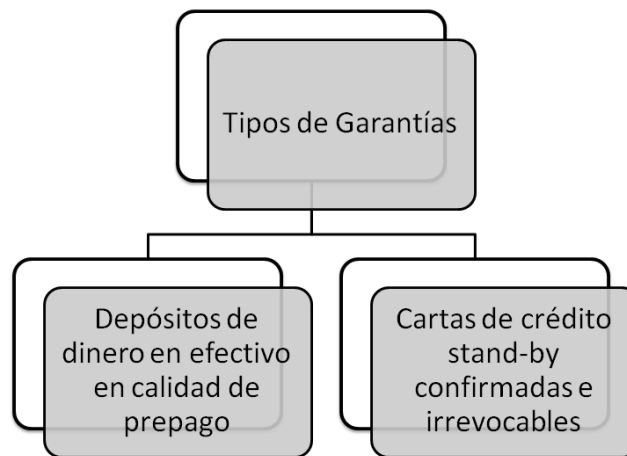 Tipos de Garantías
Depósitos de
dinero en efectivo
en calidad de
prepago
Cartas de crédito
stand-by
confirmadas e
irrevocables